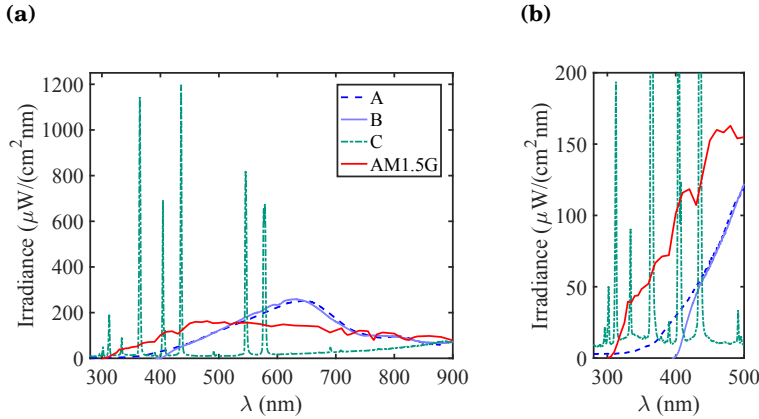 (a)
Irradiance (μW/(cm²nm)
1200
1000
800
600
400
200
0
300 400 500 600 700 800 900
λ (nm)
A
B
C
AM1.5G
(b)
Irradiance (μW/(cm²nm)
200
150
100
50
0
300 400 500
λ (nm)